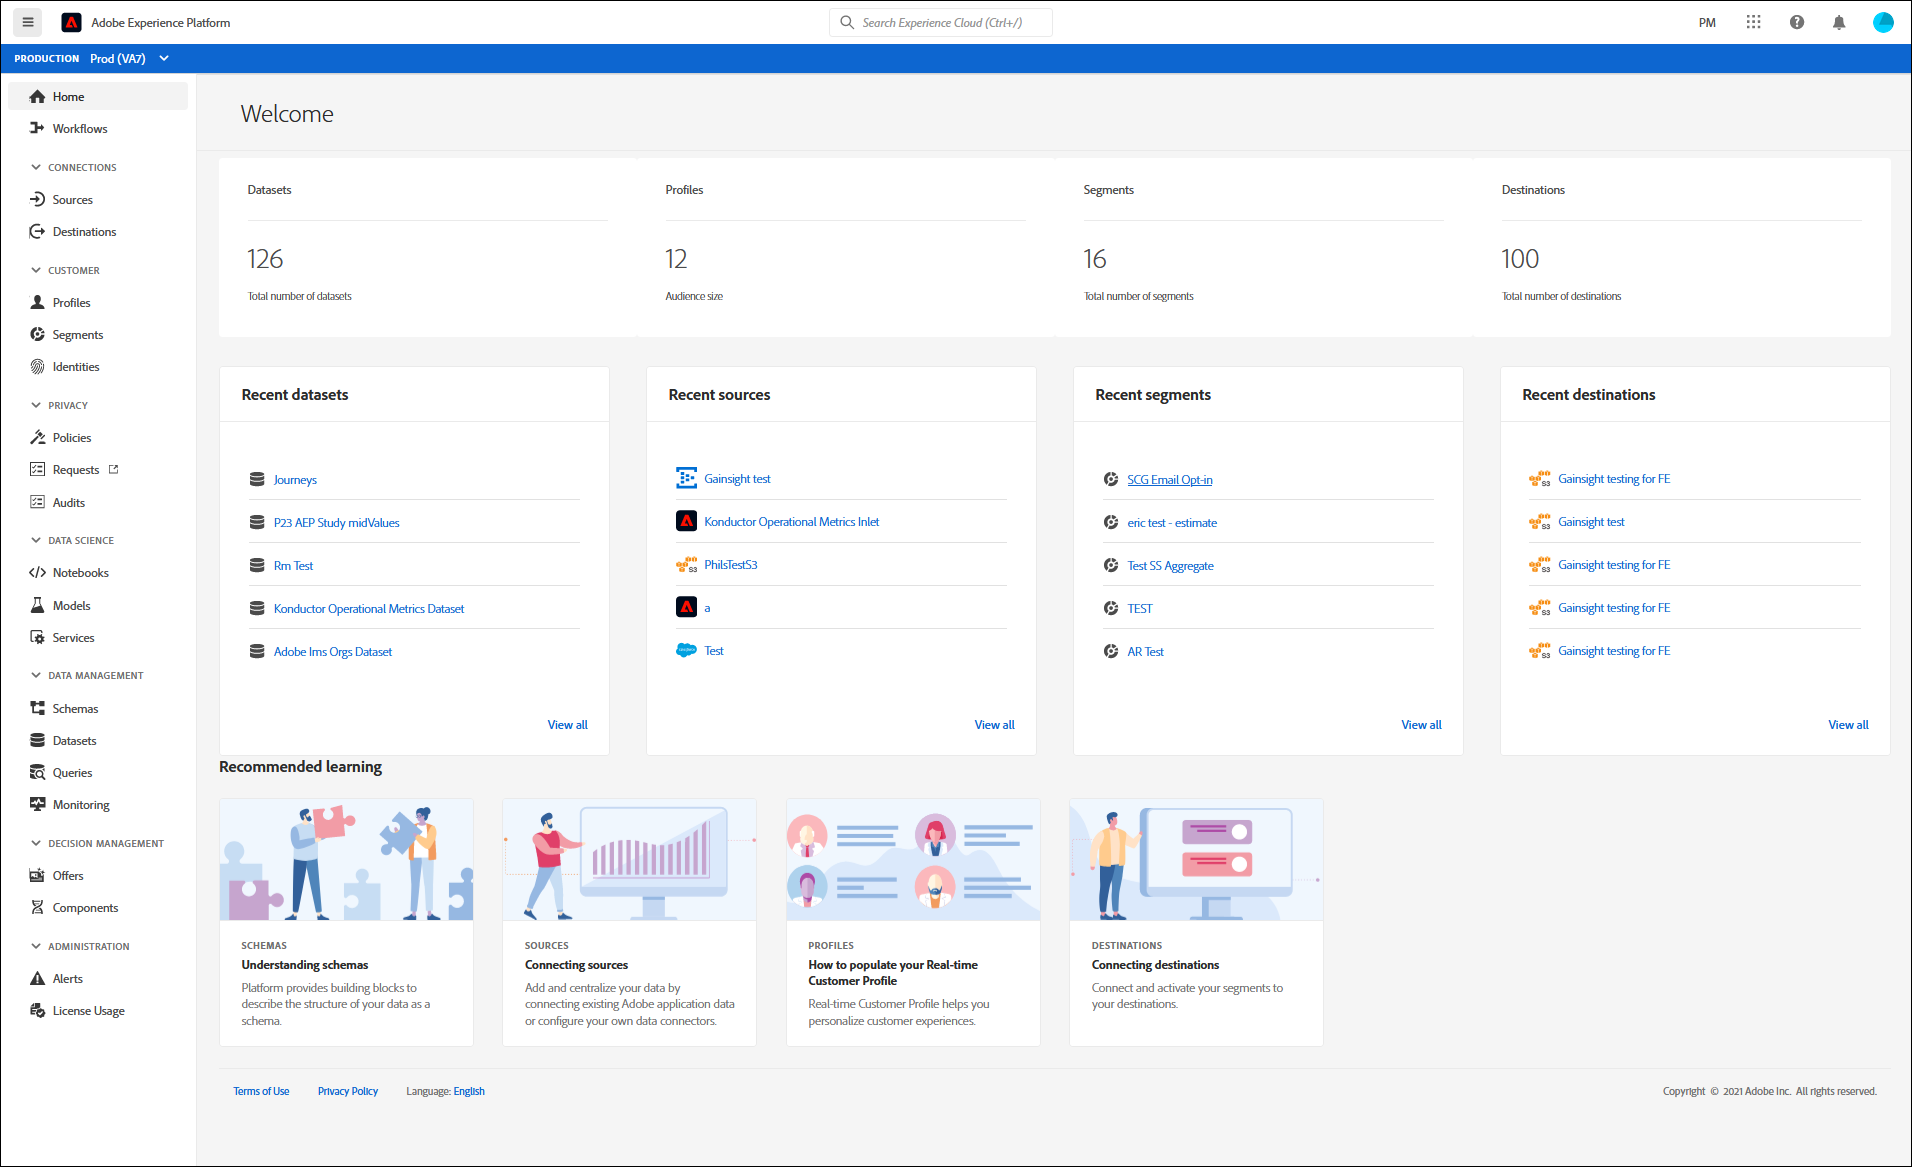 Adobe Experience Platform
Search Experience Cloud (Ctrl+/)
PM
PRODUCTION Prod (VA7)
Home
Workflows
CONNECTIONS
Sources
Destinations
CUSTOMER
Profiles
Segments
Identities
PRIVACY
Policies
Requests
Audits
DATA SCIENCE
Notebooks
Models
Services
DATA MANAGEMENT
Schemas
Datasets
Queries
Monitoring
DECISION MANAGEMENT
Offers
Components
ADMINISTRATION
Alerts
License Usage
Welcome
Datasets
126
Total number of datasets
Profiles
12
Audience size
Segments
16
Total number of segments
Destinations
100
Total number of destinations
Recent datasets
Journeys
P23 AEP Study midValues
Rm Test
Konductor Operational Metrics Dataset
Adobe Ims Orgs Dataset
View all
Recent sources
Gainsight test
Konductor Operational Metrics Inlet
S3 PhilsTestS3
a
Test
View all
Recent segments
SCG Email Opt-in
eric test - estimate
Test SS Aggregate
TEST
AR Test
View all
Recent destinations
S3 Gainsight testing for FE
S3 Gainsight test
S3 Gainsight testing for FE
S3 Gainsight testing for FE
S3 Gainsight testing for FE
View all
Recommended learning
SCHEMAS
Understanding schemas
Platform provides building blocks to
describe the structure of your data as a
schema.
SOURCES
Connecting sources
Add and centralize your data by
connecting existing Adobe application data
or configure your own data connectors.
PROFILES
How to populate your Real-time
Customer Profile
Real-time Customer Profile helps you
personalize customer experiences.
DESTINATIONS
Connecting destinations
Connect and activate your segments to
your destinations.
Terms of Use Privacy Policy Language: English
Copyright © 2021 Adobe Inc. All rights reserved.